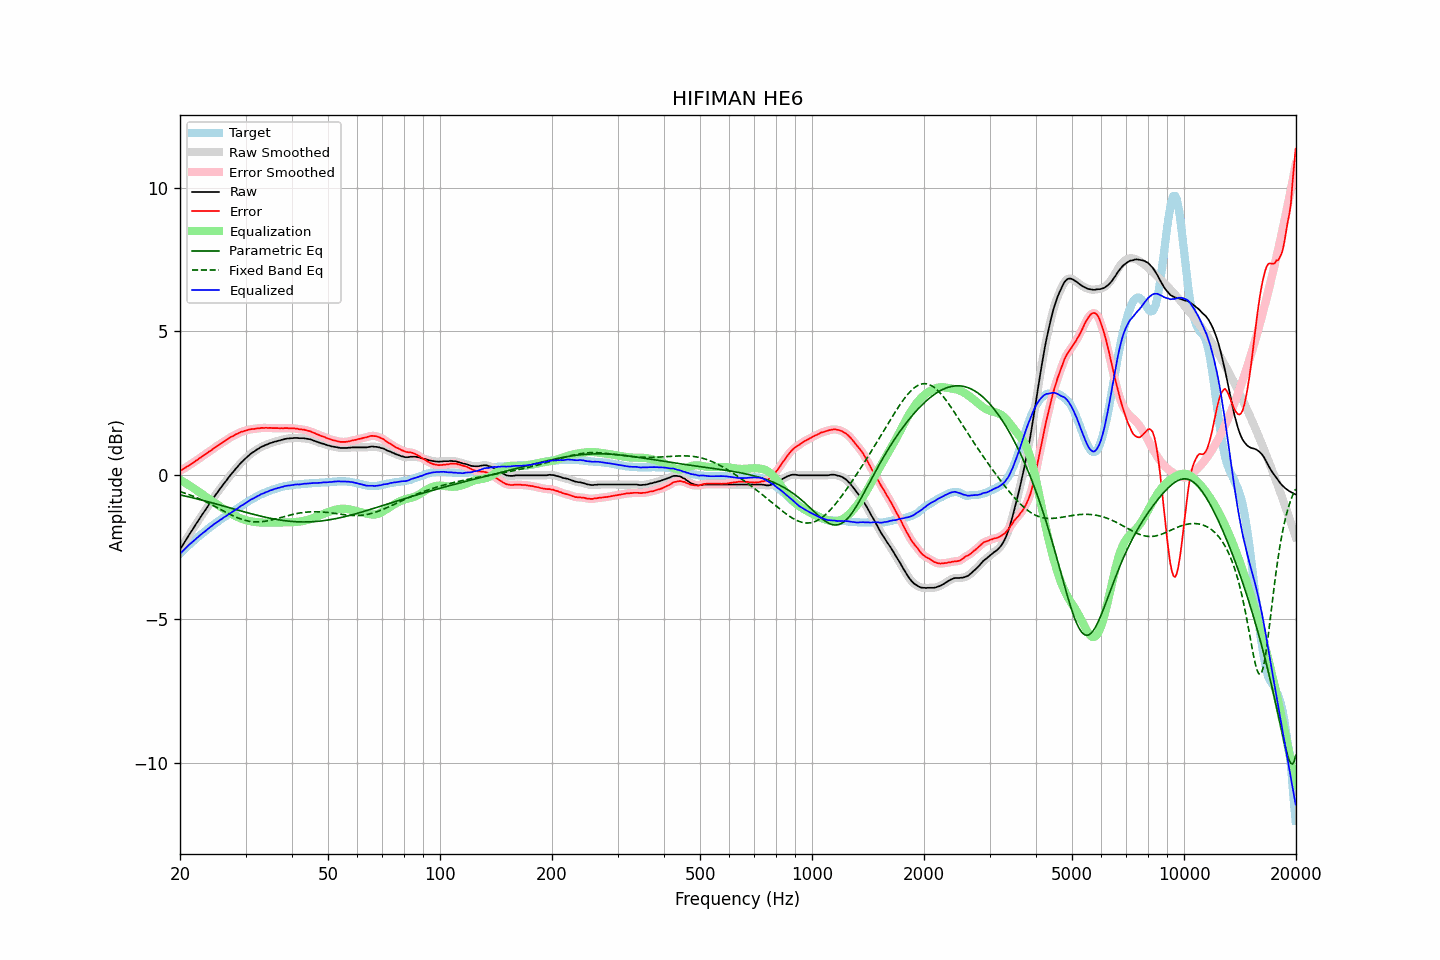 HIFIMAN HE6
Target
Raw Smoothed
Error Smoothed
Raw
Error
Equalization
Parametric Eq
Fixed Band Eq
Equalized
10
5
0
−5
−10
Amplitude (dBr)
20 50 100 200 500 1000 2000 5000 10000 20000
Frequency (Hz)